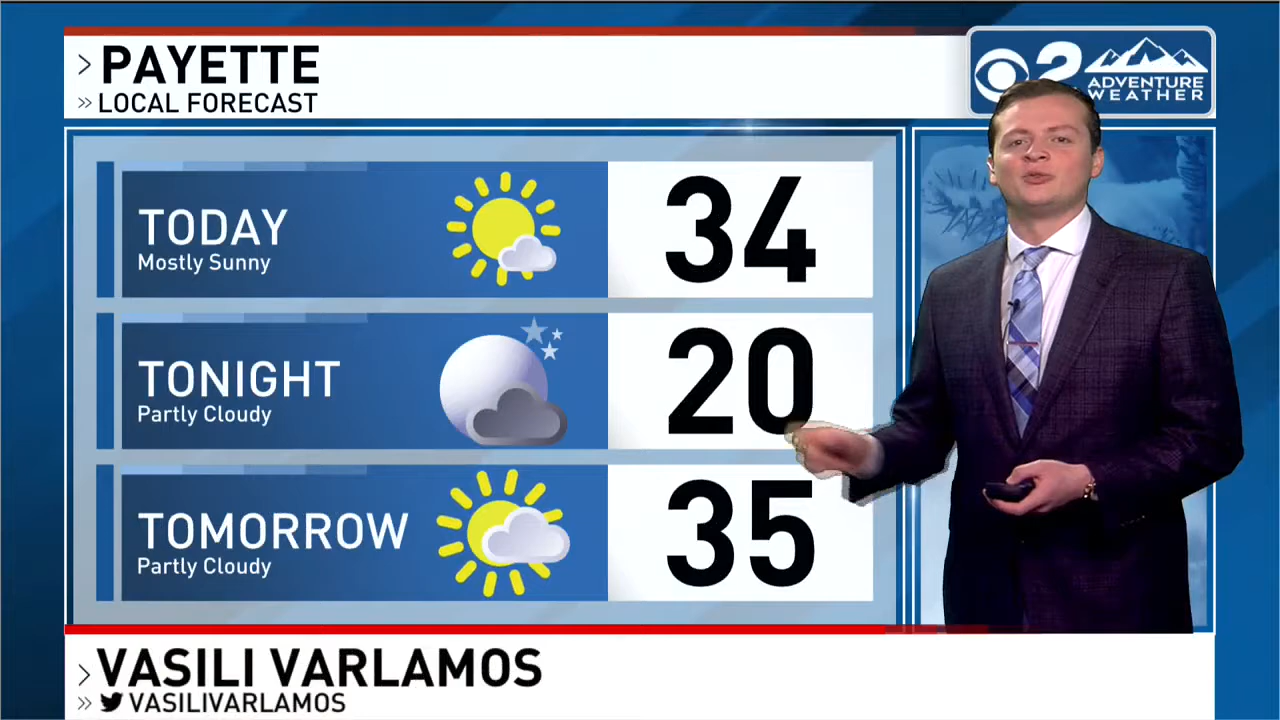 PAYETTE
LOCAL FORECAST
2 ADVENTURE
WEATHER
TODAY
Mostly Sunny
34
TONIGHT
Partly Cloudy
20
TOMORROW
Partly Cloudy
35
VASILI VARLAMOS
VASILIVARLAMOS